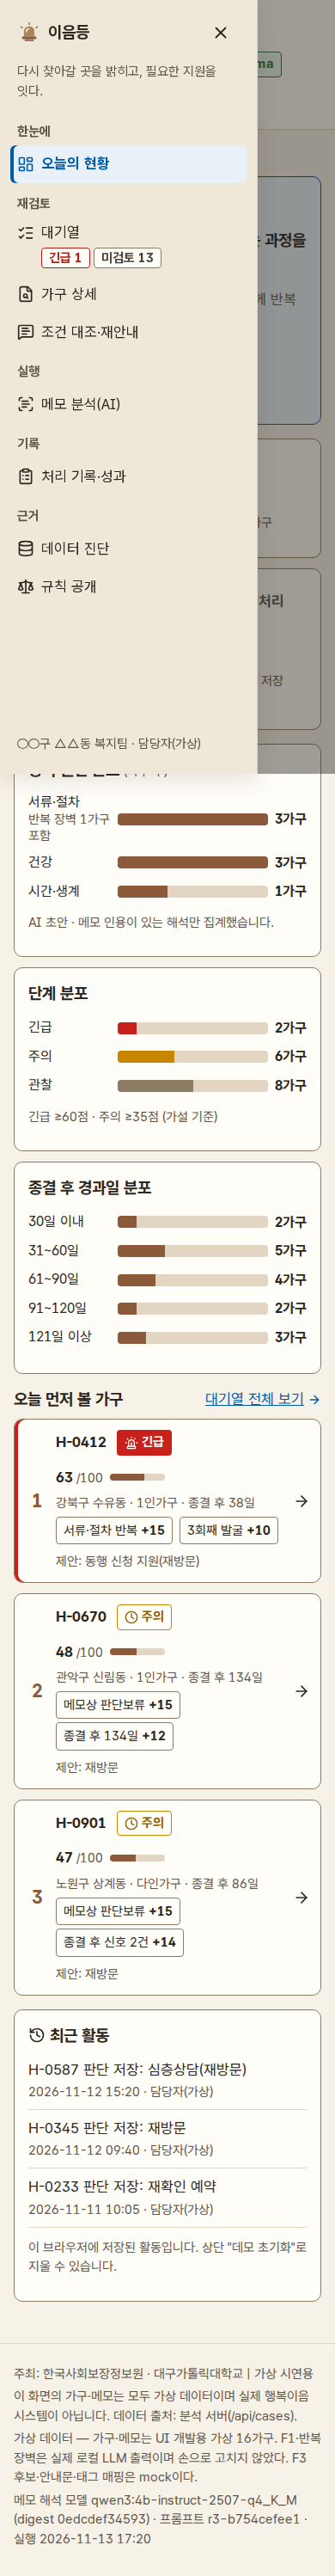 이음등
다시 찾아갈 곳을 밝히고, 필요한 지원을
잇다.
한눈에
오늘의 현황
재검토
대기열
긴급 1 미검토 13
가구 상세
조건 대조·재안내
실행
메모 분석(AI)
기록
처리 기록·성과
근거
데이터 진단
규칙 공개
○○구 △△동 복지팀 · 담당자(가상)
ma
과정을
반복
처리
저장
서류·절차
반복 장벽 1가구
포함
3가구
건강 3가구
시간·생계 1가구
AI 초안 · 메모 인용이 있는 해석만 집계했습니다.
단계 분포
긴급 2가구
주의 6가구
관찰 8가구
긴급 ≥60점 · 주의 ≥35점 (가설 기준)
종결 후 경과일 분포
30일 이내 2가구
31~60일 5가구
61~90일 4가구
91~120일 2가구
121일 이상 3가구
오늘 먼저 볼 가구 대기열 전체 보기 →
1
H-0412 긴급
63 /100
강북구 수유동 · 1인가구 · 종결 후 38일
서류·절차 반복 +15 3회째 발굴 +10
제안: 동행 신청 지원(재방문)
2
H-0670 주의
48 /100
관악구 신림동 · 1인가구 · 종결 후 134일
메모상 판단보류 +15
종결 후 134일 +12
제안: 재방문
3
H-0901 주의
47 /100
노원구 상계동 · 다인가구 · 종결 후 86일
메모상 판단보류 +15
종결 후 신호 2건 +14
제안: 재방문
최근 활동
H-0587 판단 저장: 심층상담(재방문)
2026-11-12 15:20 · 담당자(가상)
H-0345 판단 저장: 재방문
2026-11-12 09:40 · 담당자(가상)
H-0233 판단 저장: 재확인 예약
2026-11-11 10:05 · 담당자(가상)
이 브라우저에 저장된 활동입니다. 상단 "데모 초기화"로
지울 수 있습니다.
주최: 한국사회보장정보원 · 대구가톨릭대학교 | 가상 시연용
이 화면의 가구·메모는 모두 가상 데이터이며 실제 행복이음
시스템이 아닙니다. 데이터 출처: 분석 서버(/api/cases).
가상 데이터 — 가구·메모는 UI 개발용 가상 16가구. F1·반복
장벽은 실제 로컬 LLM 출력이며 손으로 고치지 않았다. F3
후보·안내문·태그 매핑은 mock이다.
메모 해석 모델 qwen3:4b-instruct-2507-q4_K_M
(digest 0edcdef34593) · 프롬프트 r3-b754cefee1 ·
실행 2026-11-13 17:20